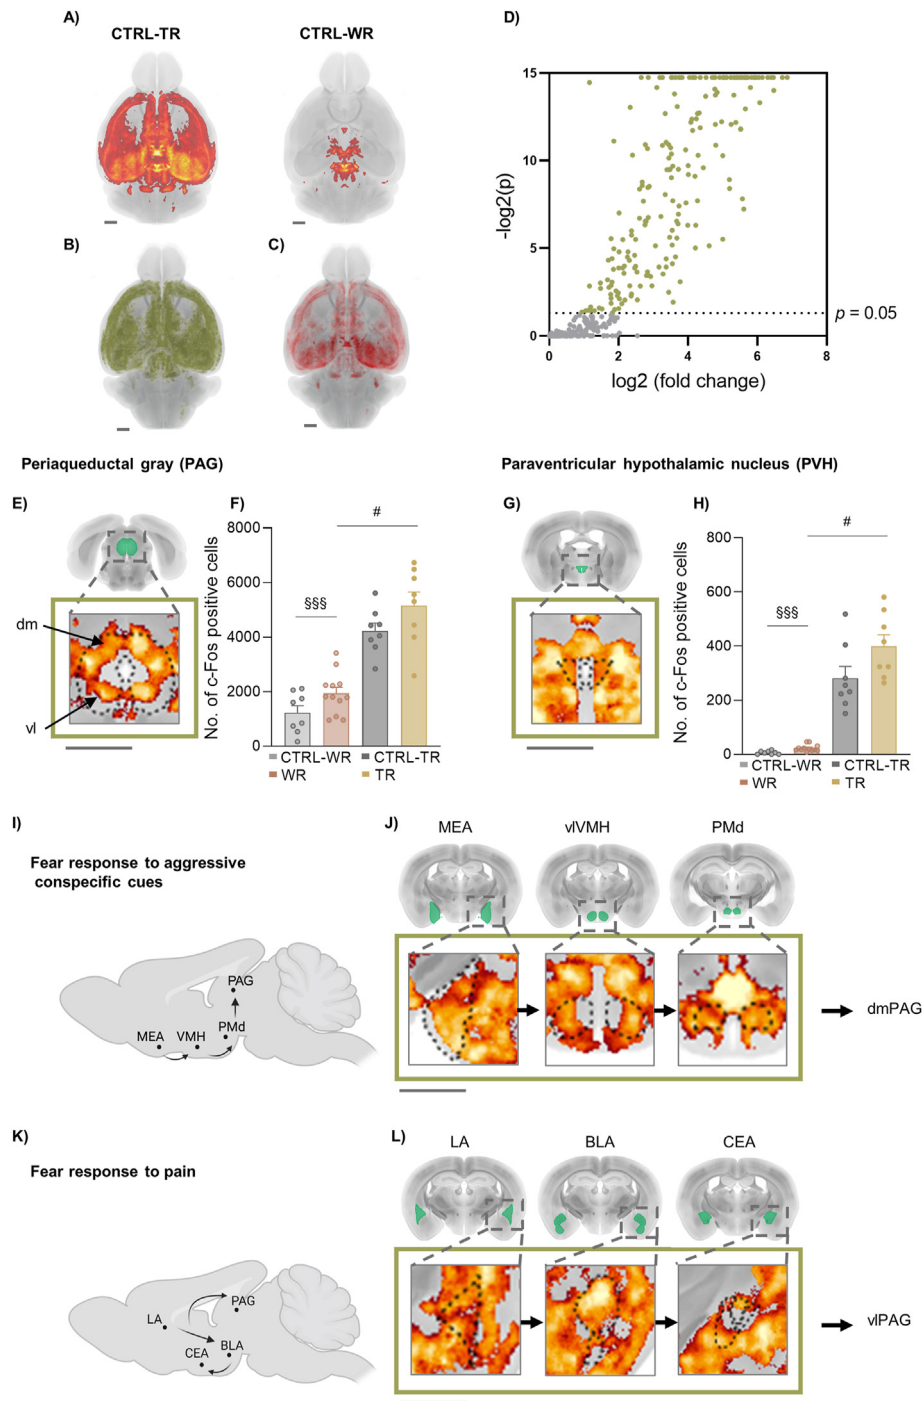 A)
CTRL-TR
CTRL-WR
B)
C)
D)
15
10
5
0
-log2(p)
0 2 4 6 8
log2 (fold change)
p = 0.05
Periaqueductal gray (PAG)
Paraventricular hypothalamic nucleus (PVH)
E)
dm
vl
F)
8000
6000
4000
2000
0
No. of c-Fos positive cells
§§§
#
CTRL-WR CTRL-TR
WR TR
G)
H)
800
600
400
200
0
No. of c-Fos positive cells
§§§
#
CTRL-WR CTRL-TR
WR TR
I)
Fear response to aggressive
conspecific cues
PAG
PMd
MEA VMH
J)
MEA vlVMH PMd
dmPAG
K)
Fear response to pain
PAG
LA
BLA
CEA
L)
LA BLA CEA
vlPAG